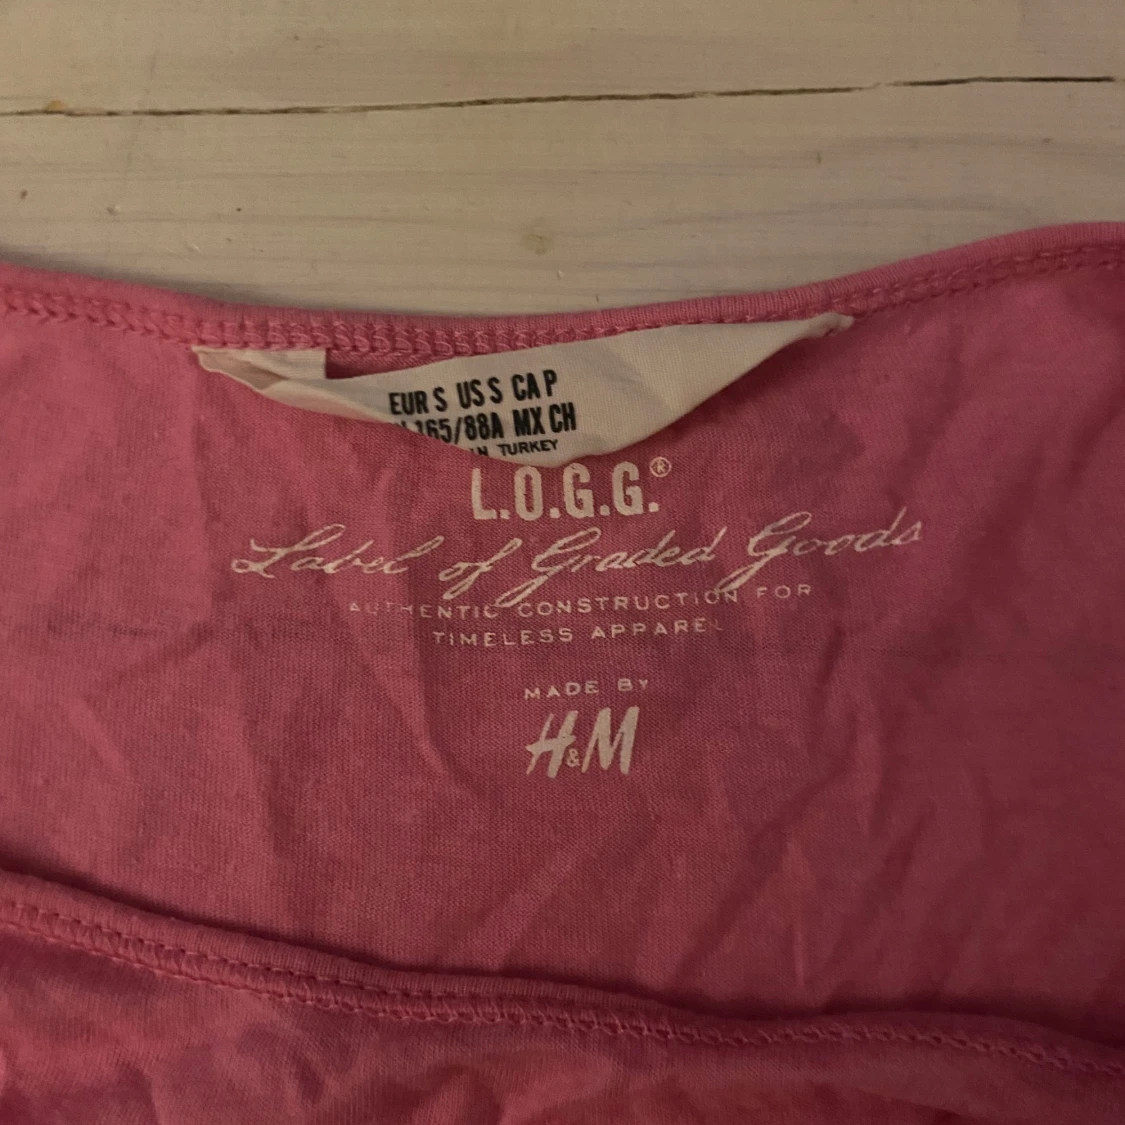 EUR S US S CA P
165/88A MX CH
IN TURKEY
L.O.G.G.®
Label of Graded Goods
AUTHENTIC CONSTRUCTION FOR
TIMELESS APPAREL
MADE BY
H&M